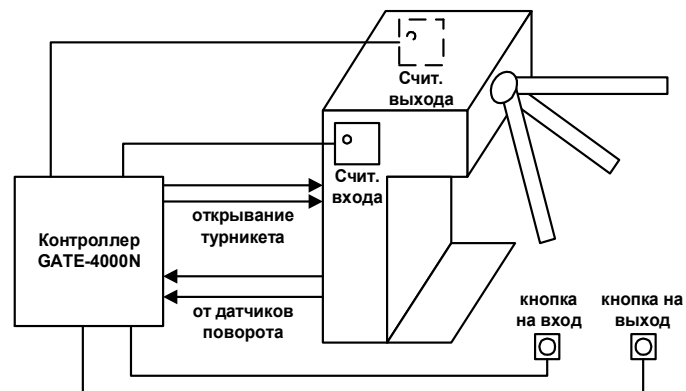 Счит.
выхода
Счит.
входа
Контроллер
GATE-4000N
открывание
турникета
от датчиков
поворота
кнопка
на вход
кнопка на
выход